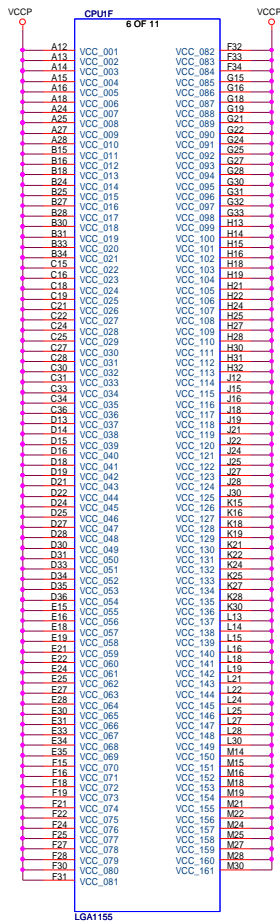 VCCP CPU1F VCCP
6 OF 11
A12 VCC_001 VCC_082 F32
A13 VCC_002 VCC_083 F33
A14 VCC_003 VCC_084 F34
A15 VCC_004 VCC_085 G15
A16 VCC_005 VCC_086 G16
A18 VCC_006 VCC_087 G18
A24 VCC_007 VCC_088 G19
A25 VCC_008 VCC_089 G21
A27 VCC_009 VCC_090 G22
A28 VCC_010 VCC_091 G24
B15 VCC_011 VCC_092 G25
B16 VCC_012 VCC_093 G27
B18 VCC_013 VCC_094 G28
B24 VCC_014 VCC_095 G30
B25 VCC_015 VCC_096 G31
B27 VCC_016 VCC_097 G32
B28 VCC_017 VCC_098 G33
B30 VCC_018 VCC_099 H13
B31 VCC_019 VCC_100 H14
B33 VCC_020 VCC_101 H15
B34 VCC_021 VCC_102 H16
C15 VCC_022 VCC_103 H18
C16 VCC_023 VCC_104 H19
C18 VCC_024 VCC_105 H21
C19 VCC_025 VCC_106 H22
C21 VCC_026 VCC_107 H24
C22 VCC_027 VCC_108 H25
C24 VCC_028 VCC_109 H27
C25 VCC_029 VCC_110 H28
C27 VCC_030 VCC_111 H30
C28 VCC_031 VCC_112 H31
C30 VCC_032 VCC_113 H32
C31 VCC_033 VCC_114 J12
C33 VCC_034 VCC_115 J15
C34 VCC_035 VCC_116 J16
C36 VCC_036 VCC_117 J18
D13 VCC_037 VCC_118 J19
D14 VCC_038 VCC_119 J21
D15 VCC_039 VCC_120 J22
D16 VCC_040 VCC_121 J24
D18 VCC_041 VCC_122 J25
D19 VCC_042 VCC_123 J27
D21 VCC_043 VCC_124 J28
D22 VCC_044 VCC_125 J30
D24 VCC_045 VCC_126 K15
D25 VCC_046 VCC_127 K16
D27 VCC_047 VCC_128 K18
D28 VCC_048 VCC_129 K19
D30 VCC_049 VCC_130 K21
D31 VCC_050 VCC_131 K22
D33 VCC_051 VCC_132 K24
D34 VCC_052 VCC_133 K25
D35 VCC_053 VCC_134 K27
D36 VCC_054 VCC_135 K28
E15 VCC_055 VCC_136 K30
E16 VCC_056 VCC_137 L13
E18 VCC_057 VCC_138 L14
E19 VCC_058 VCC_139 L15
E21 VCC_059 VCC_140 L16
E22 VCC_060 VCC_141 L18
E24 VCC_061 VCC_142 L19
E25 VCC_062 VCC_143 L21
E27 VCC_063 VCC_144 L22
E28 VCC_064 VCC_145 L24
E30 VCC_065 VCC_146 L25
E31 VCC_066 VCC_147 L27
E33 VCC_067 VCC_148 L28
E34 VCC_068 VCC_149 L30
E35 VCC_069 VCC_150 M14
F15 VCC_070 VCC_151 M15
F16 VCC_071 VCC_152 M16
F18 VCC_072 VCC_153 M18
F19 VCC_073 VCC_154 M19
F21 VCC_074 VCC_155 M21
F22 VCC_075 VCC_156 M22
F24 VCC_076 VCC_157 M24
F25 VCC_077 VCC_158 M25
F27 VCC_078 VCC_159 M27
F28 VCC_079 VCC_160 M28
F30 VCC_080 VCC_161 M30
F31 VCC_081
LGA1155